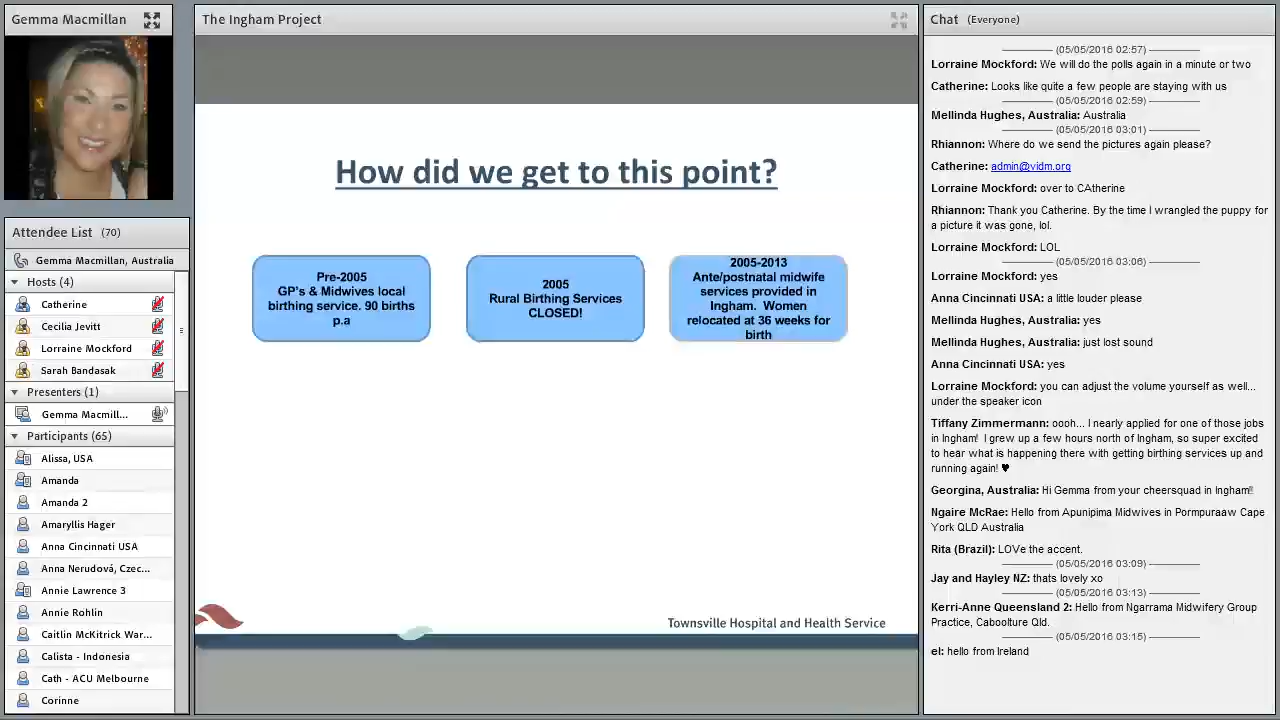 Gemma Macmillan
Attendee List (70)
Gemma Macmillan, Australia
Hosts (4)
Catherine
Cecilia Jevitt
Lorraine Mockford
Sarah Bandasak
Presenters (1)
Gemma Macmill...
Participants (65)
Alissa, USA
Amanda
Amanda 2
Amaryllis Hager
Anna Cincinnati USA
Anna Nerudová, Czec...
Annie Lawrence 3
Annie Rohlin
Caitlin McKitrick War...
Calista - Indonesia
Cath - ACU Melbourne
Corinne
The Ingham Project
How did we get to this point?
Pre-2005
GP's & Midwives local
birthing service. 90 births
p.a
2005
Rural Birthing Services
CLOSED!
2005-2013
Ante/postnatal midwife
services provided in
Ingham. Women
relocated at 36 weeks for
birth
Townsville Hospital and Health Service
Chat (Everyone)
(05/05/2016 02:57)
Lorraine Mockford: We will do the polls again in a minute or two
Catherine: Looks like quite a few people are staying with us
(05/05/2016 02:59)
Mellinda Hughes, Australia: Australia
(05/05/2016 03:01)
Rhiannon: Where do we send the pictures again please?
Catherine: admin@vidm.org
Lorraine Mockford: over to CAtherine
Rhiannon: Thank you Catherine. By the time I wrangled the puppy for
a picture it was gone, lol.
Lorraine Mockford: LOL
(05/05/2016 03:06)
Lorraine Mockford: yes
Anna Cincinnati USA: a little louder please
Mellinda Hughes, Australia: yes
Mellinda Hughes, Australia: just lost sound
Anna Cincinnati USA: yes
Lorraine Mockford: you can adjust the volume yourself as well...
under the speaker icon
Tiffany Zimmermann: oooh... I nearly applied for one of those jobs
in Ingham! I grew up a few hours north of Ingham, so super excited
to hear what is happening there with getting birthing services up and
running again! ♥
Georgina, Australia: Hi Gemma from your cheersquad in Ingham!!
Ngaire McRae: Hello from Apunipima Midwives in Pormpuraaw Cape
York QLD Australia
Rita (Brazil): LOVe the accent.
(05/05/2016 03:09)
Jay and Hayley NZ: thats lovely xo
(05/05/2016 03:13)
Kerri-Anne Queensland 2: Hello from Ngarrama Midwifery Group
Practice, Caboolture Qld.
(05/05/2016 03:15)
el: hello from Ireland